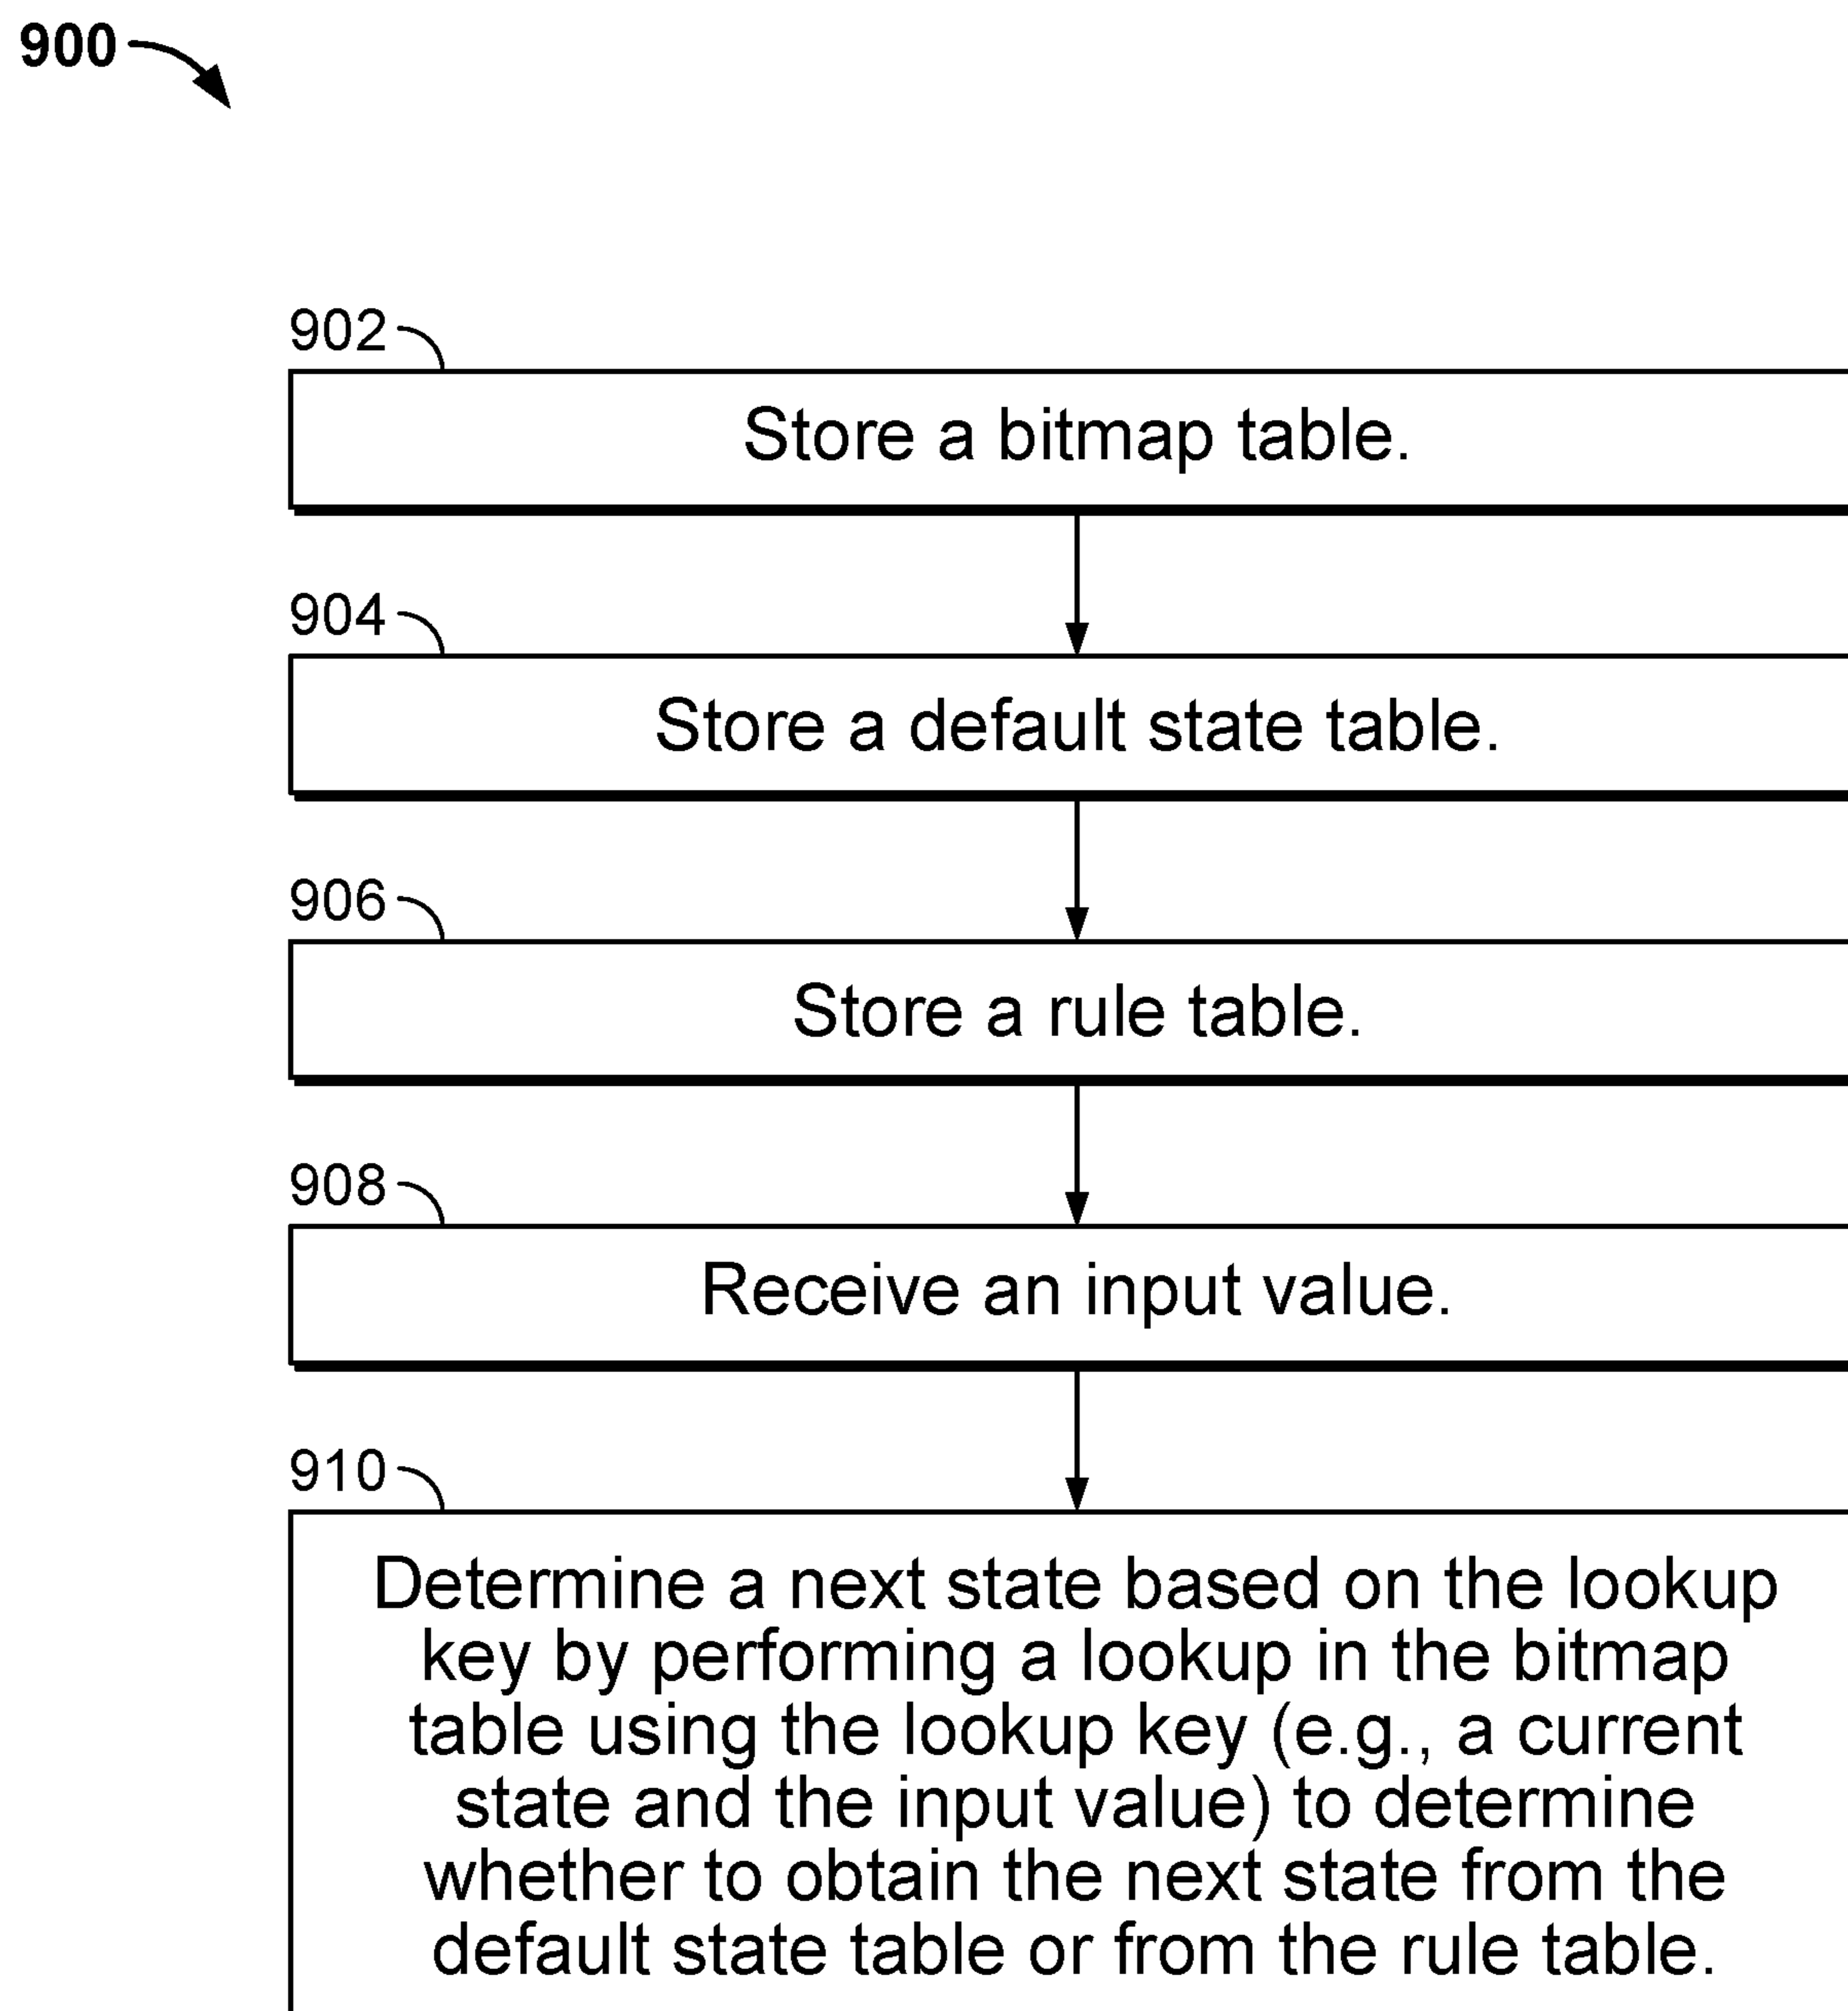 900
902
Store a bitmap table.
904
Store a default state table.
906
Store a rule table.
908
Receive an input value.
910
Determine a next state based on the lookup
key by performing a lookup in the bitmap
table using the lookup key (e.g., a current
state and the input value) to determine
whether to obtain the next state from the
default state table or from the rule table.